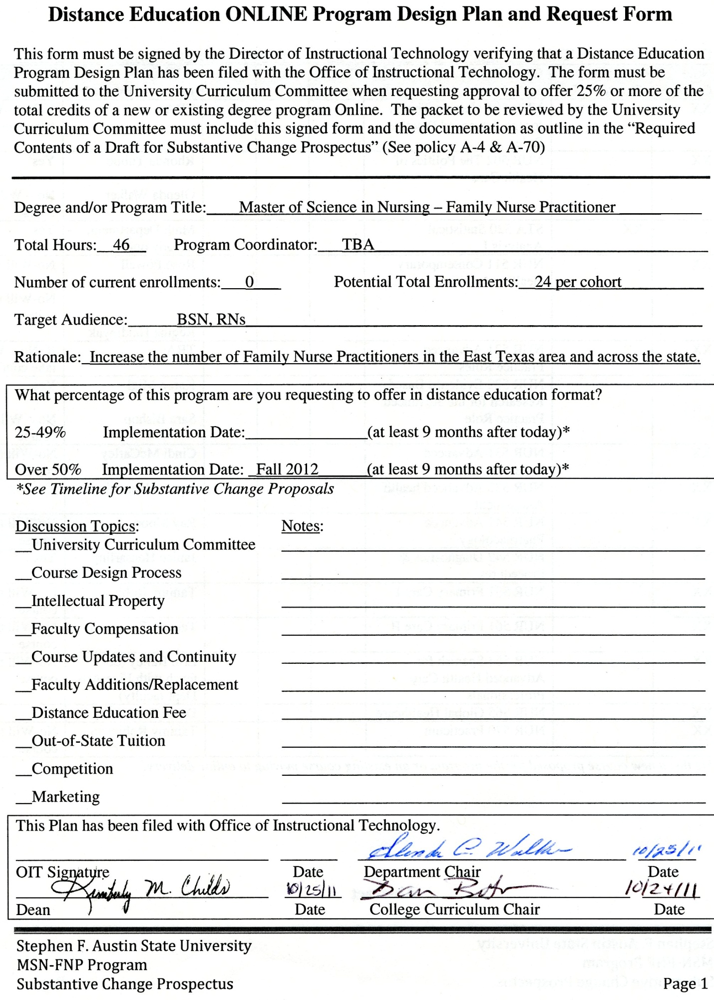 Distance Education ONLINE Program Design Plan and Request Form
This form must be signed by the Director of Instructional Technology verifying that a Distance Education
Program Design Plan has been filed with the Office of Instructional Technology. The form must be
submitted to the University Curriculum Committee when requesting approval to offer 25% or more of the
total credits of a new or existing degree program Online. The packet to be reviewed by the University
Curriculum Committee must include this signed form and the documentation as outline in the “Required
Contents of a Draft for Substantive Change Prospectus” (See policy A-4 & A-70)
Degree and/or Program Title: Master of Science in Nursing – Family Nurse Practitioner
Total Hours: 46 Program Coordinator: TBA
Number of current enrollments: 0 Potential Total Enrollments: 24 per cohort
Target Audience: BSN, RNs
Rationale: Increase the number of Family Nurse Practitioners in the East Texas area and across the state.
What percentage of this program are you requesting to offer in distance education format?
25-49% Implementation Date: (at least 9 months after today)*
Over 50% Implementation Date: Fall 2012 (at least 9 months after today)*
*See Timeline for Substantive Change Proposals
Discussion Topics: Notes:
University Curriculum Committee
Course Design Process
Intellectual Property
Faculty Compensation
Course Updates and Continuity
Faculty Additions/Replacement
Distance Education Fee
Out-of-State Tuition
Competition
Marketing
This Plan has been filed with Office of Instructional Technology.
C. Walker 10/25/11
OIT Signature Date Department Chair Date
Kimberly M. Childs 10/25/11 Dan 10/24/11
Dean Date College Curriculum Chair Date
Stephen F. Austin State University
MSN-FNP Program
Substantive Change Prospectus Page 1